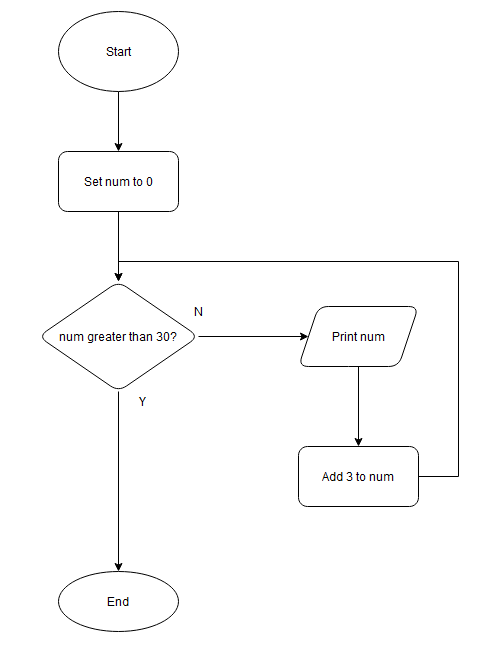 Start
Set num to 0
num greater than 30?
N
Print num
Y
Add 3 to num
End